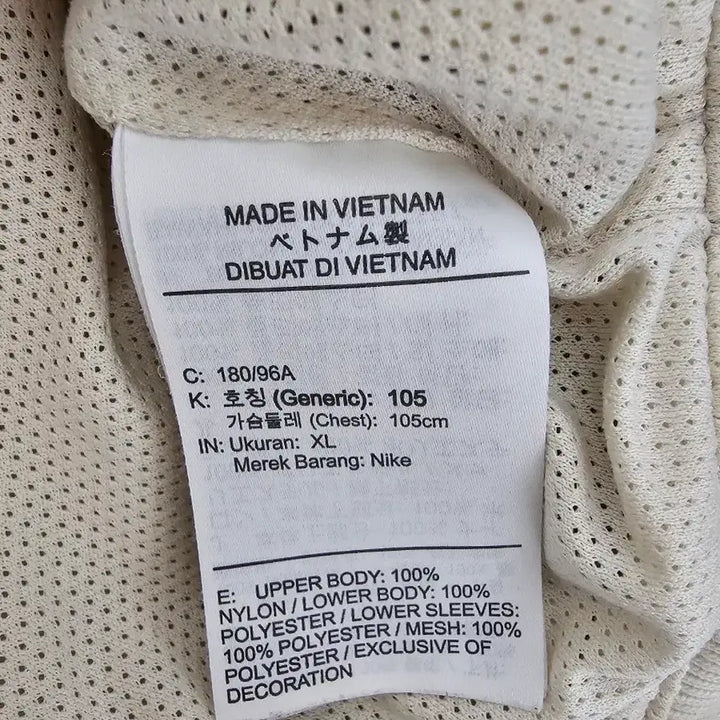 MADE IN VIETNAM
ベトナム製
DIBUAT DI VIETNAM
C: 180/96A
K: 호칭 (Generic): 105
가슴둘레 (Chest): 105cm
IN: Ukuran: XL
Merek Barang: Nike
E: UPPER BODY: 100%
NYLON / LOWER BODY: 100%
POLYESTER / LOWER SLEEVES:
100% POLYESTER / MESH: 100%
POLYESTER / EXCLUSIVE OF
DECORATION